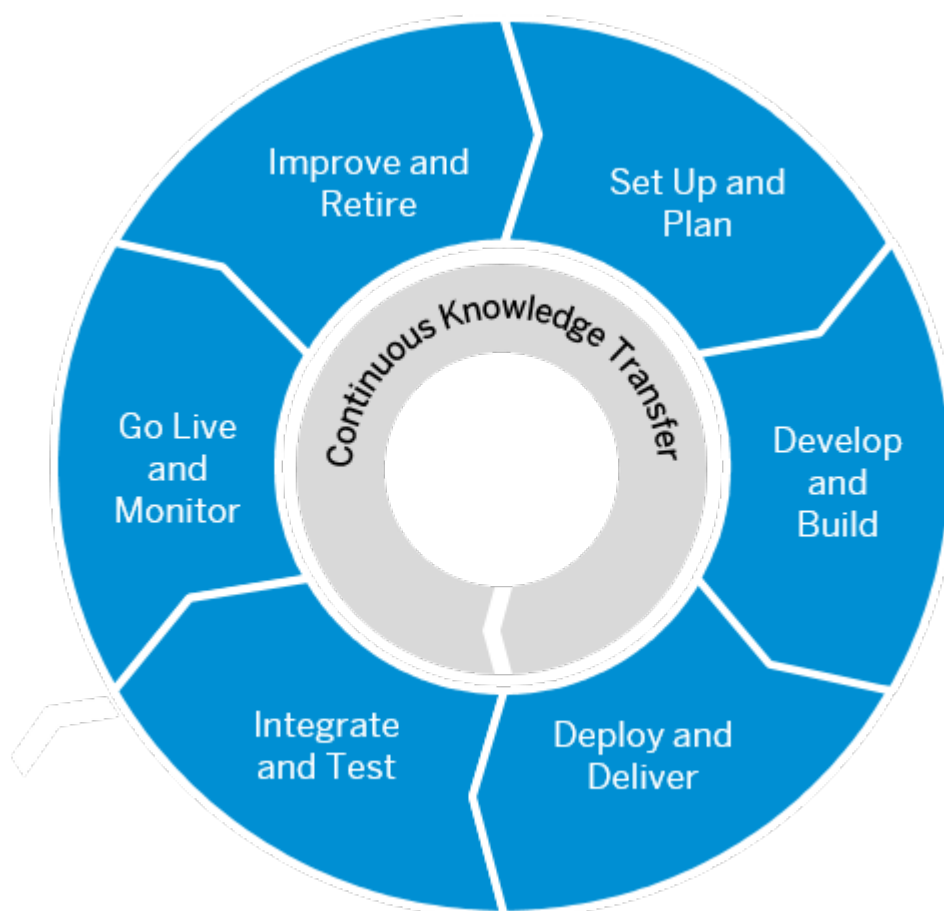 Improve and
Retire
Set Up and
Plan
Continuous Knowledge Transfer
Go Live
and
Monitor
Develop
and
Build
Integrate
and Test
Deploy and
Deliver